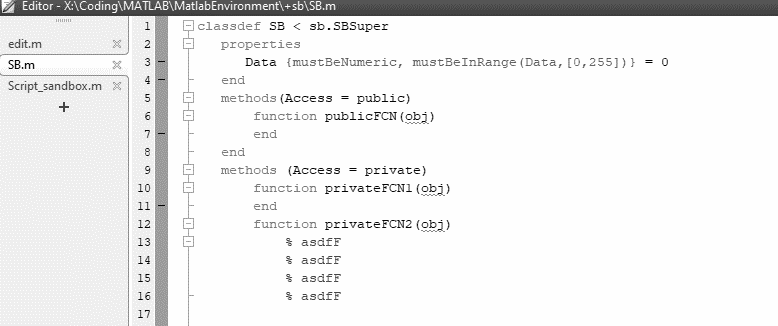 Editor - X:\Coding\MATLAB\MatlabEnvironment\+sb\SB.m
edit.m
SB.m
Script_sandbox.m
1 classdef SB < sb.SBSuper
2 properties
3 Data {mustBeNumeric, mustBeInRange(Data,[0,255])} = 0
4 end
5 methods(Access = public)
6 function publicFCN(obj)
7 end
8 end
9 methods (Access = private)
10 function privateFCN1(obj)
11 end
12 function privateFCN2(obj)
13 % asdfF
14 % asdfF
15 % asdfF
16 % asdfF
17